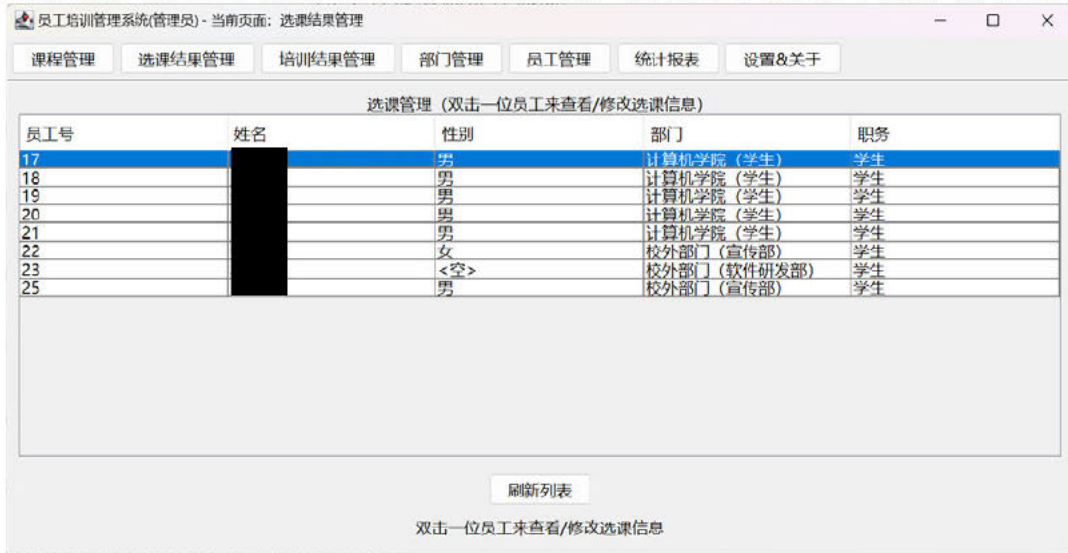 员工培训管理系统(管理员) - 当前页面：选课结果管理
课程管理 选课结果管理 培训结果管理 部门管理 员工管理 统计报表 设置&关于
选课管理（双击一位员工来查看/修改选课信息）
员工号 姓名 性别 部门 职务
17 男 计算机学院（学生） 学生
18 男 计算机学院（学生） 学生
19 男 计算机学院（学生） 学生
20 男 计算机学院（学生） 学生
21 男 计算机学院（学生） 学生
22 女 校外部门（宣传部） 学生
23 <空> 校外部门（软件研发部） 学生
25 男 校外部门（宣传部） 学生
刷新列表
双击一位员工来查看/修改选课信息